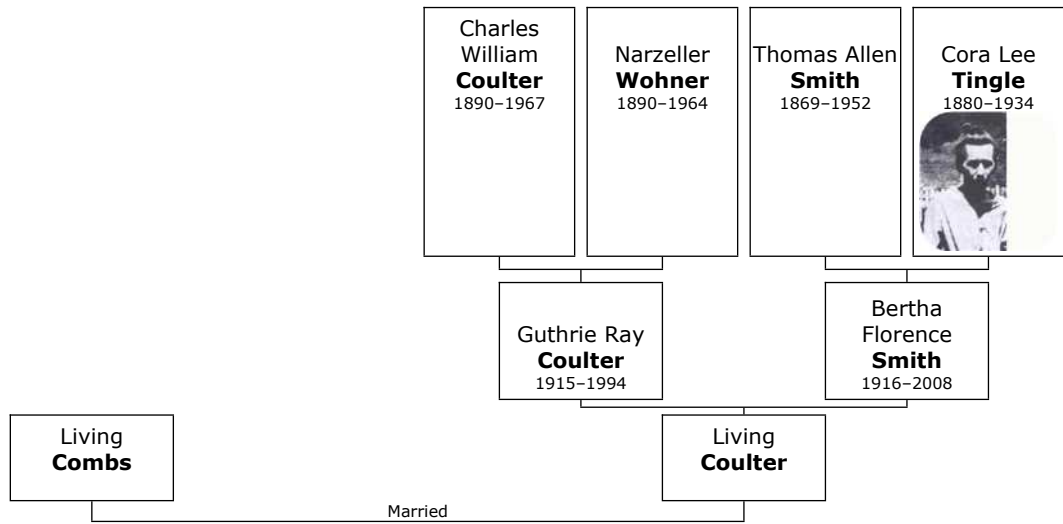 Charles
William
Coulter
1890–1967
Narzeller
Wohner
1890–1964
Thomas Allen
Smith
1869–1952
Cora Lee
Tingle
1880–1934
Guthrie Ray
Coulter
1915–1994
Bertha
Florence
Smith
1916–2008
Living
Combs
Living
Coulter
Married